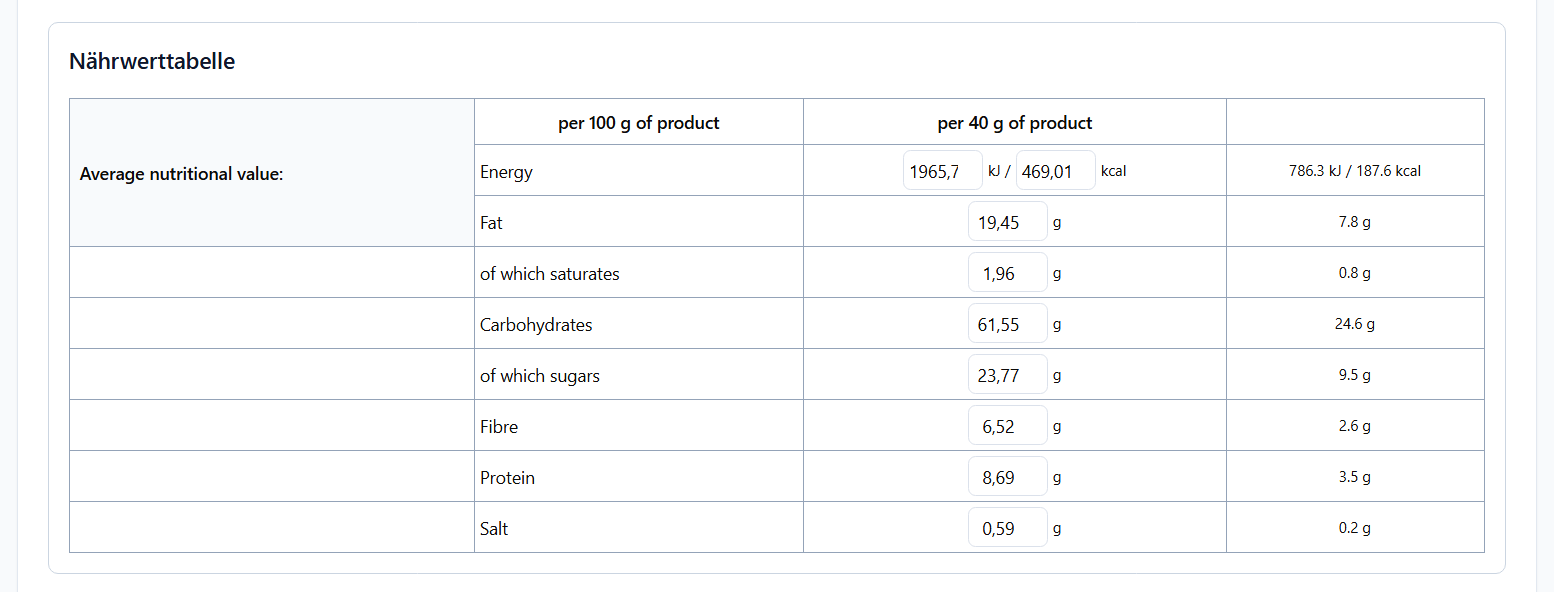 Nährwerttabelle
Average nutritional value: per 100 g of product per 40 g of product
Energy 1965,7 kJ / 469,01 kcal 786.3 kJ / 187.6 kcal
Fat 19,45 g 7.8 g
of which saturates 1,96 g 0.8 g
Carbohydrates 61,55 g 24.6 g
of which sugars 23,77 g 9.5 g
Fibre 6,52 g 2.6 g
Protein 8,69 g 3.5 g
Salt 0,59 g 0.2 g